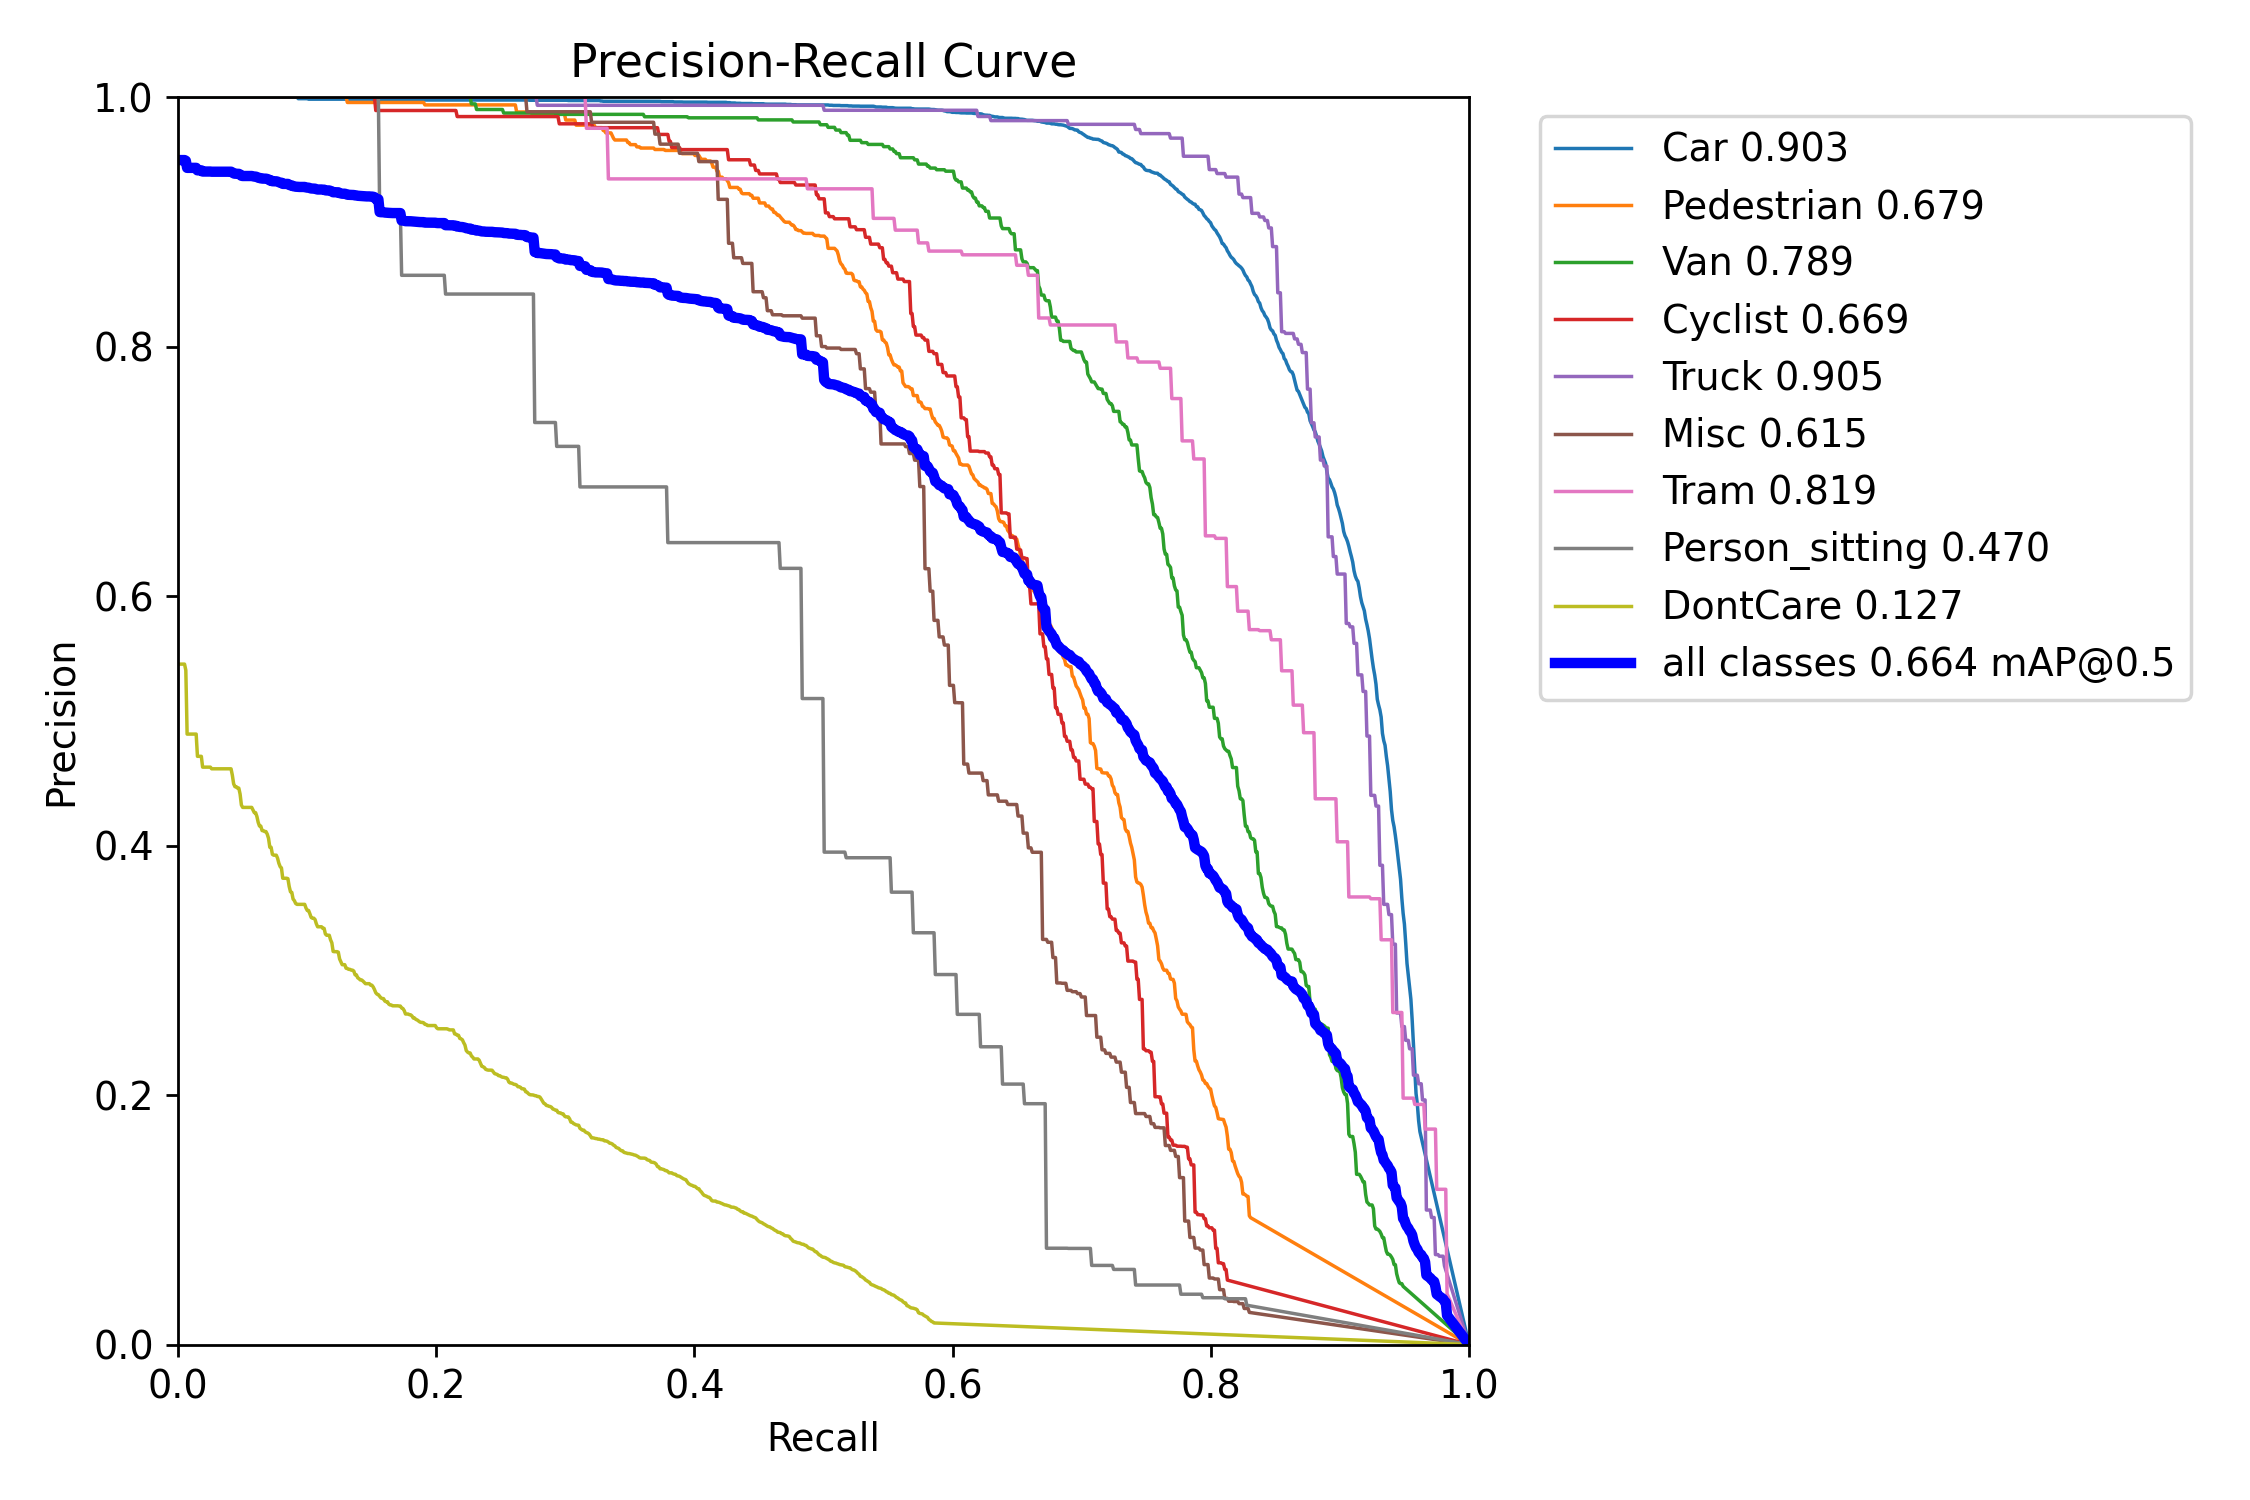 Precision-Recall Curve
1.0
0.8
0.6
0.4
0.2
0.0
Precision
0.0 0.2 0.4 0.6 0.8 1.0
Recall
Car 0.903
Pedestrian 0.679
Van 0.789
Cyclist 0.669
Truck 0.905
Misc 0.615
Tram 0.819
Person_sitting 0.470
DontCare 0.127
all classes 0.664 mAP@0.5